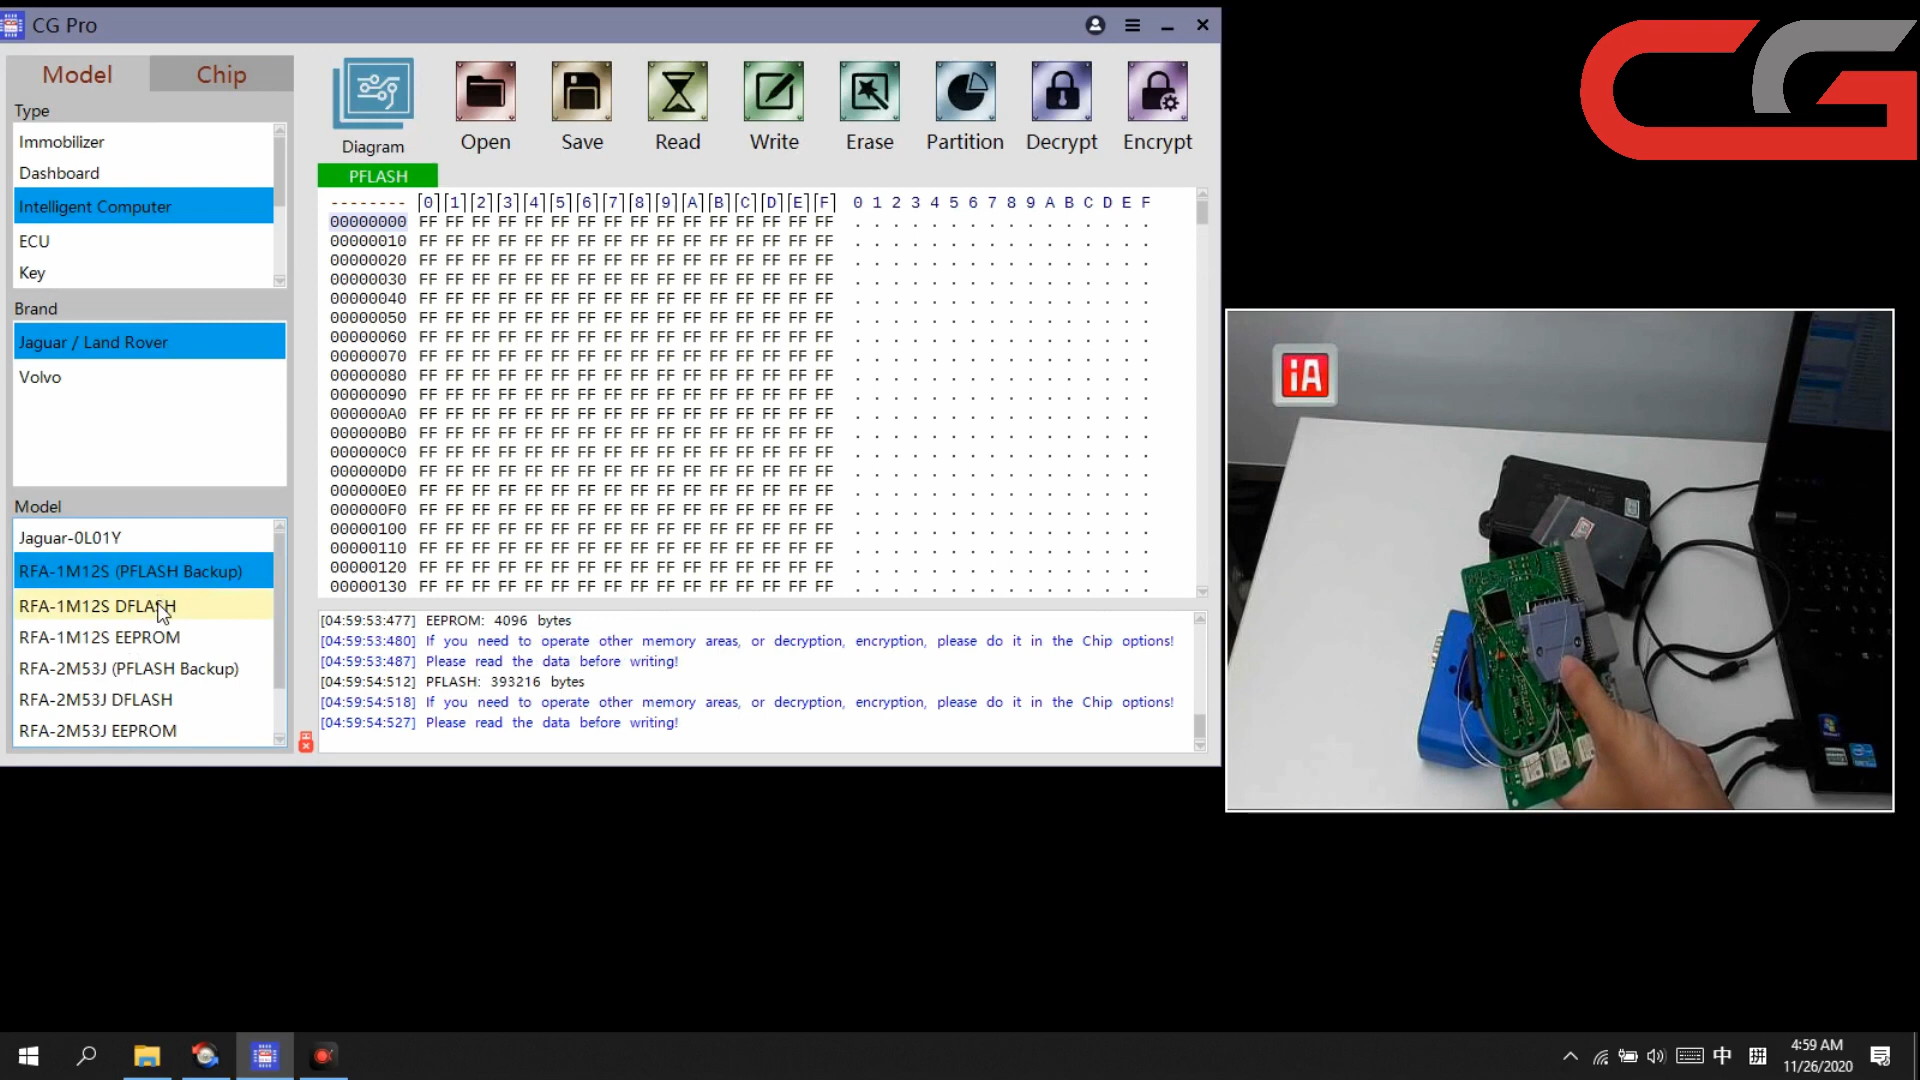 CG Pro
Model Chip
Type
Immobilizer
Dashboard
Intelligent Computer
ECU
Key
Brand
Jaguar / Land Rover
Volvo
Model
Jaguar-0L01Y
RFA-1M12S (PFLASH Backup)
RFA-1M12S DFLASH
RFA-1M12S EEPROM
RFA-2M53J (PFLASH Backup)
RFA-2M53J DFLASH
RFA-2M53J EEPROM
Diagram Open Save Read Write Erase Partition Decrypt Encrypt
PFLASH
-------- [0][1][2][3][4][5][6][7][8][9][A][B][C][D][E][F] 0 1 2 3 4 5 6 7 8 9 A B C D E F
00000000 FF FF FF FF FF FF FF FF FF FF FF FF FF FF FF FF . . . . . . . . . . . . . . . .
00000010 FF FF FF FF FF FF FF FF FF FF FF FF FF FF FF FF . . . . . . . . . . . . . . . .
00000020 FF FF FF FF FF FF FF FF FF FF FF FF FF FF FF FF . . . . . . . . . . . . . . . .
00000030 FF FF FF FF FF FF FF FF FF FF FF FF FF FF FF FF . . . . . . . . . . . . . . . .
00000040 FF FF FF FF FF FF FF FF FF FF FF FF FF FF FF FF . . . . . . . . . . . . . . . .
00000050 FF FF FF FF FF FF FF FF FF FF FF FF FF FF FF FF . . . . . . . . . . . . . . . .
00000060 FF FF FF FF FF FF FF FF FF FF FF FF FF FF FF FF . . . . . . . . . . . . . . . .
00000070 FF FF FF FF FF FF FF FF FF FF FF FF FF FF FF FF . . . . . . . . . . . . . . . .
00000080 FF FF FF FF FF FF FF FF FF FF FF FF FF FF FF FF . . . . . . . . . . . . . . . .
00000090 FF FF FF FF FF FF FF FF FF FF FF FF FF FF FF FF . . . . . . . . . . . . . . . .
000000A0 FF FF FF FF FF FF FF FF FF FF FF FF FF FF FF FF . . . . . . . . . . . . . . . .
000000B0 FF FF FF FF FF FF FF FF FF FF FF FF FF FF FF FF . . . . . . . . . . . . . . . .
000000C0 FF FF FF FF FF FF FF FF FF FF FF FF FF FF FF FF . . . . . . . . . . . . . . . .
000000D0 FF FF FF FF FF FF FF FF FF FF FF FF FF FF FF FF . . . . . . . . . . . . . . . .
000000E0 FF FF FF FF FF FF FF FF FF FF FF FF FF FF FF FF . . . . . . . . . . . . . . . .
000000F0 FF FF FF FF FF FF FF FF FF FF FF FF FF FF FF FF . . . . . . . . . . . . . . . .
00000100 FF FF FF FF FF FF FF FF FF FF FF FF FF FF FF FF . . . . . . . . . . . . . . . .
00000110 FF FF FF FF FF FF FF FF FF FF FF FF FF FF FF FF . . . . . . . . . . . . . . . .
00000120 FF FF FF FF FF FF FF FF FF FF FF FF FF FF FF FF . . . . . . . . . . . . . . . .
00000130 FF FF FF FF FF FF FF FF FF FF FF FF FF FF FF FF . . . . . . . . . . . . . . . .
[04:59:53:477] EEPROM: 4096 bytes
[04:59:53:480] If you need to operate other memory areas, or decryption, encryption, please do it in the Chip options!
[04:59:53:487] Please read the data before writing!
[04:59:54:512] PFLASH: 393216 bytes
[04:59:54:518] If you need to operate other memory areas, or decryption, encryption, please do it in the Chip options!
[04:59:54:527] Please read the data before writing!
CG
iA
中 拼
4:59 AM
11/26/2020